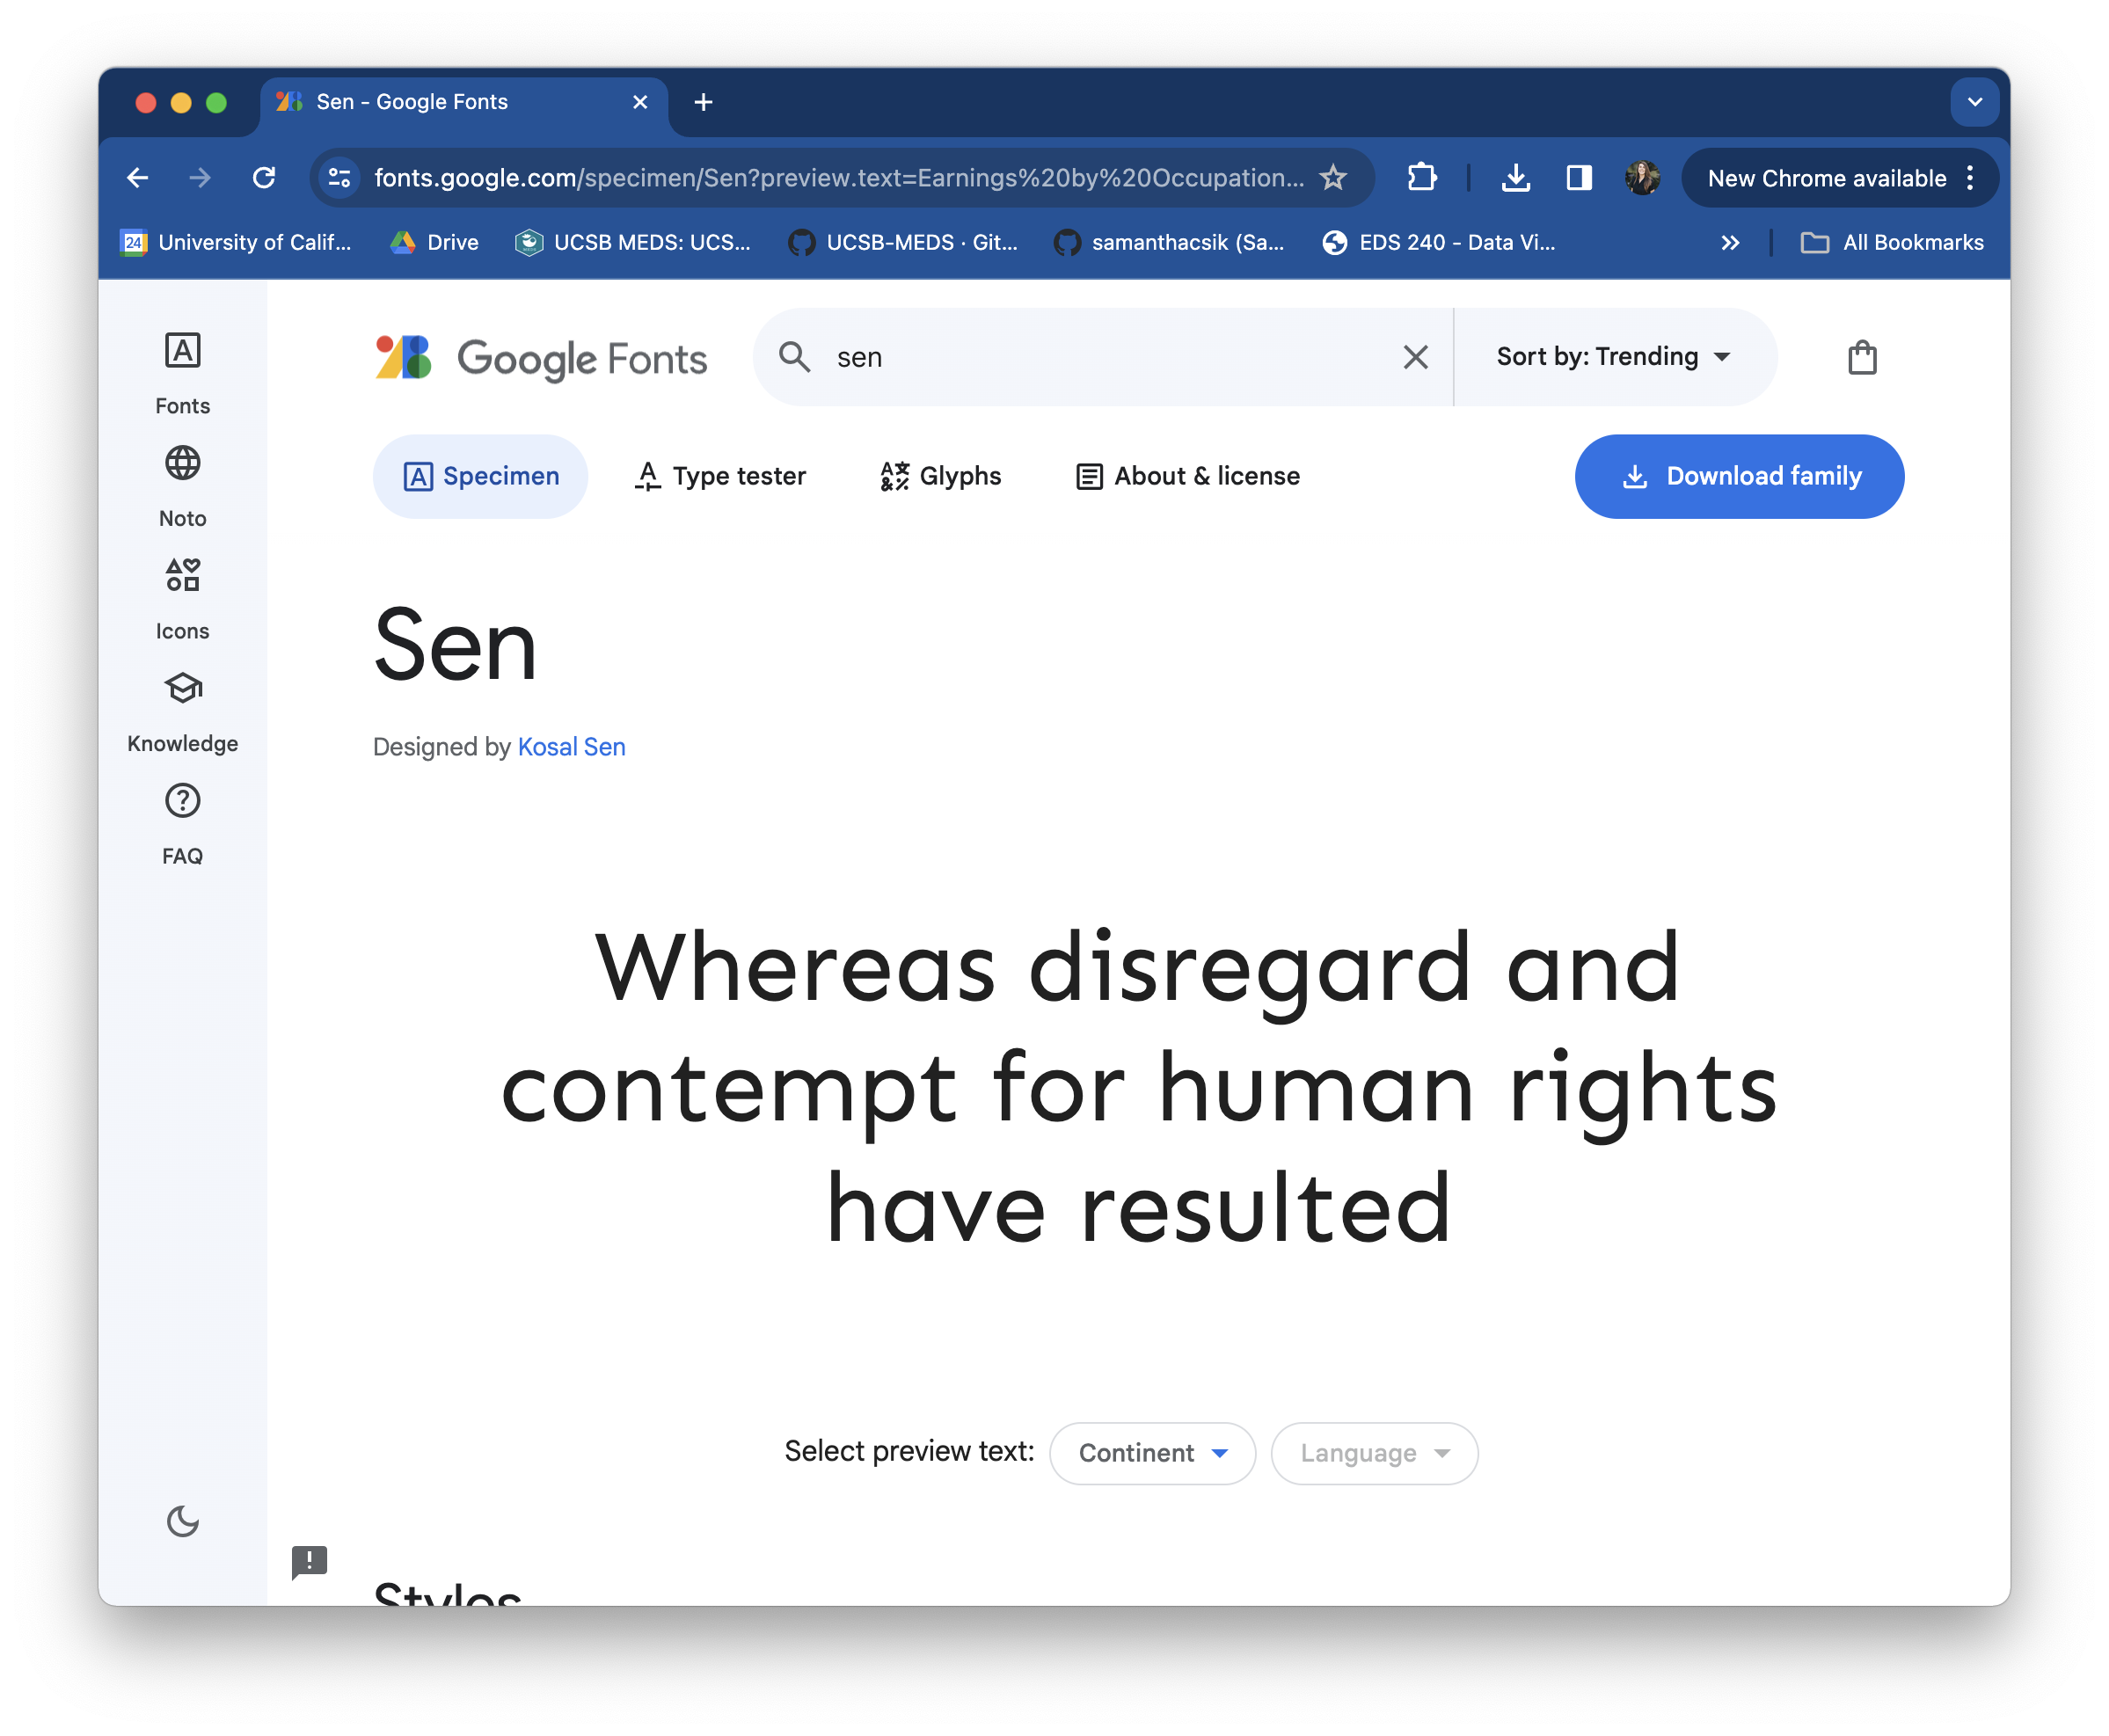 Sen - Google Fonts
fonts.google.com/specimen/Sen?preview.text=Earnings%20by%20Occupation...
New Chrome available
24 University of Calif... Drive UCSB MEDS: UCS... UCSB-MEDS · Git... samanthacsik (Sa... EDS 240 - Data Vi... » All Bookmarks
Fonts
Noto
Icons
Knowledge
FAQ
Google Fonts
sen
Sort by: Trending
Specimen Type tester Glyphs About & license Download family
Sen
Designed by Kosal Sen
Whereas disregard and
contempt for human rights
have resulted
Select preview text: Continent Language
Styles